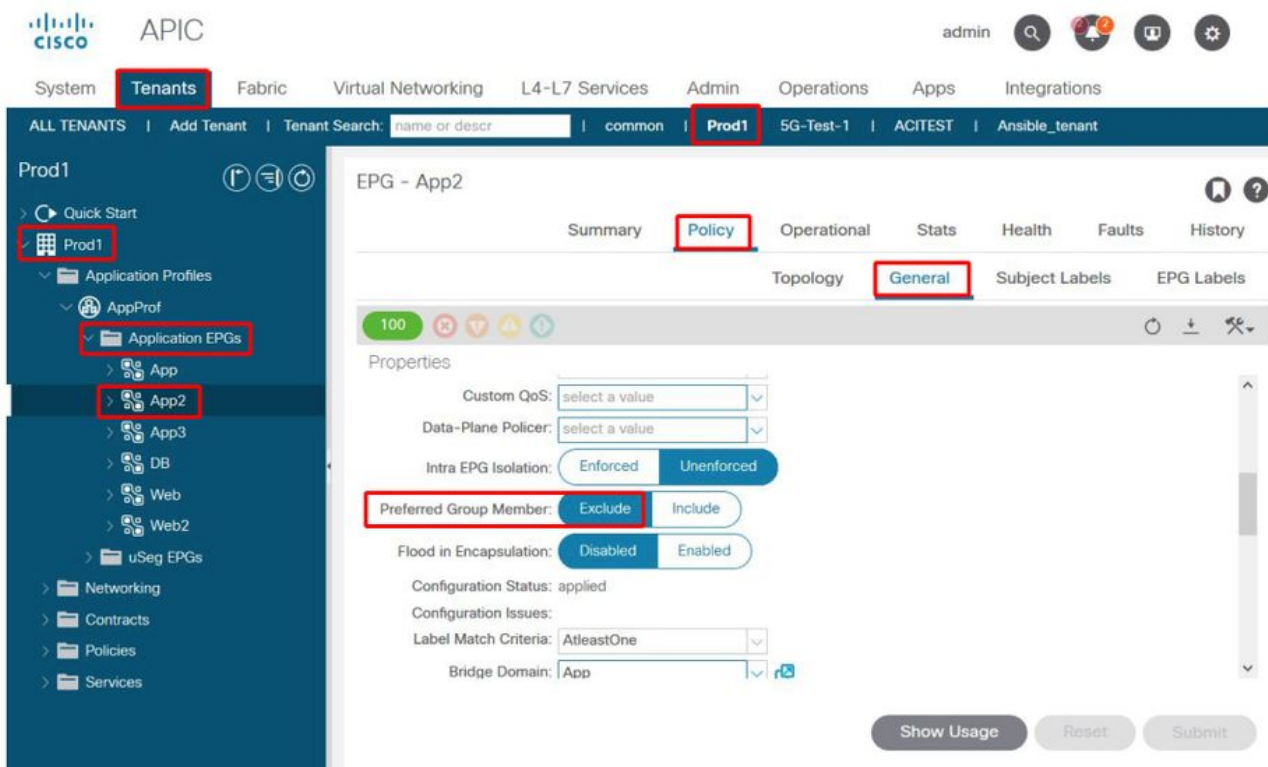 CISCO APIC admin 2 2
System Tenants Fabric Virtual Networking L4-L7 Services Admin Operations Apps Integrations
ALL TENANTS | Add Tenant | Tenant Search: name or descr | common | Prod1 5G-Test-1 | ACITEST | Ansible_tenant
Prod1
Quick Start
Prod1
Application Profiles
AppProf
Application EPGs
App
App2
App3
DB
Web
Web2
uSeg EPGs
Networking
Contracts
Policies
Services
EPG - App2
Summary Policy Operational Stats Health Faults History
Topology General Subject Labels EPG Labels
100
Properties
Custom QoS: select a value
Data-Plane Policer: select a value
Intra EPG Isolation: Enforced Unenforced
Preferred Group Member: Exclude Include
Flood in Encapsulation: Disabled Enabled
Configuration Status: applied
Configuration Issues:
Label Match Criteria: AtleastOne
Bridge Domain: App
Show Usage Reset Submit